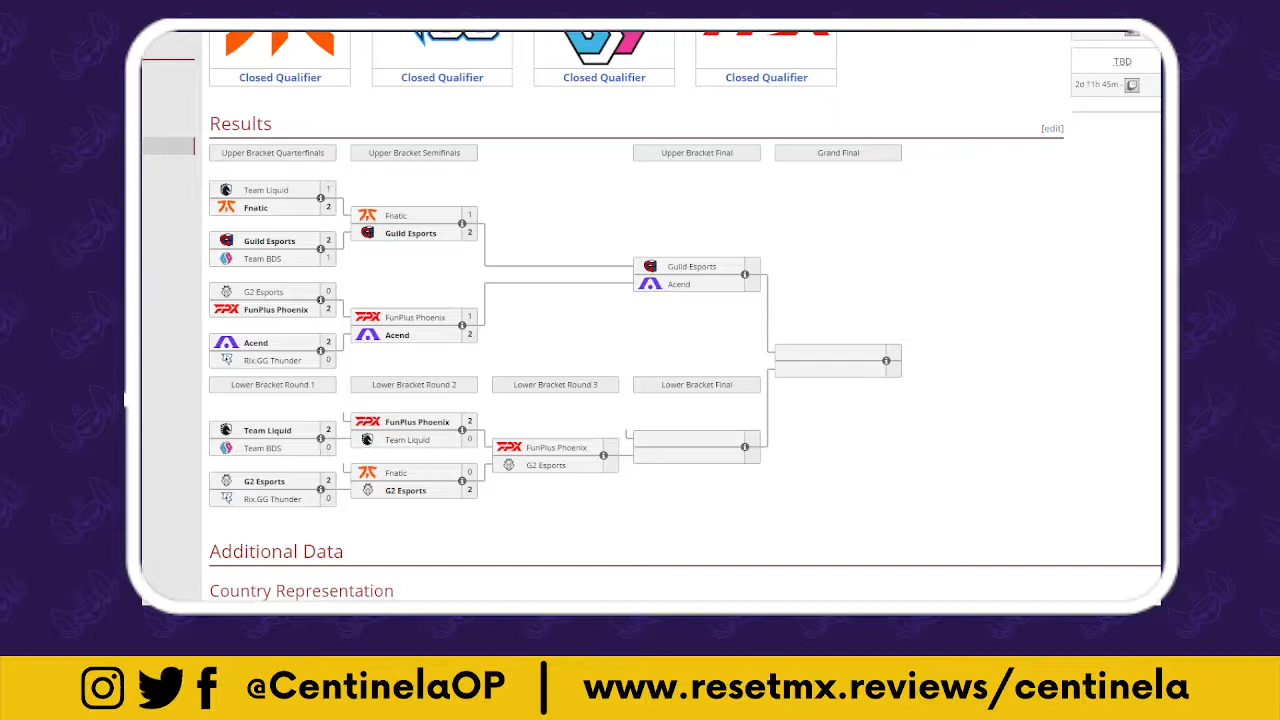 Closed Qualifier
Closed Qualifier
Closed Qualifier
Closed Qualifier
TBD
2d 11h 45m -
Results
[edit]
Upper Bracket Quarterfinals
Upper Bracket Semifinals
Upper Bracket Final
Grand Final
Team Liquid 1
Fnatic 2
Guild Esports 2
Team BDS 1
G2 Esports 0
FunPlus Phoenix 2
Acend 2
Rix.GG Thunder 0
Fnatic 1
Guild Esports 2
FunPlus Phoenix 1
Acend 2
Guild Esports
Acend
Lower Bracket Round 1
Lower Bracket Round 2
Lower Bracket Round 3
Lower Bracket Final
Team Liquid 2
Team BDS 0
G2 Esports 2
Rix.GG Thunder 0
FunPlus Phoenix 2
Team Liquid 0
Fnatic 0
G2 Esports 2
FunPlus Phoenix
G2 Esports
Additional Data
Country Representation
@CentinelaOP | www.resetmx.reviews/centinela